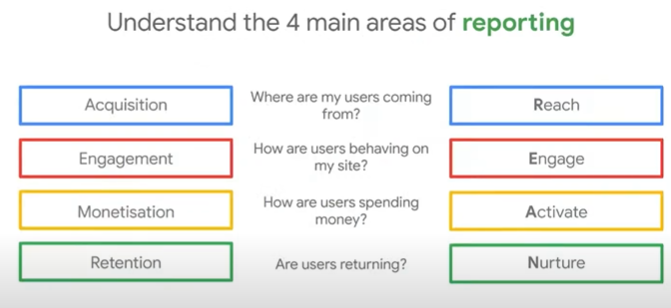 Understand the 4 main areas of reporting
Acquisition
Where are my users coming
from?
Reach
Engagement
How are users behaving on
my site?
Engage
Monetisation
How are users spending
money?
Activate
Retention
Are users returning?
Nurture